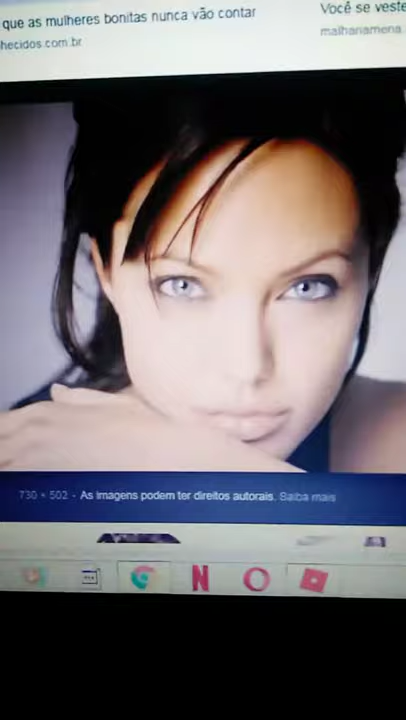 que as mulheres bonitas nunca vão contar
hecidos.com.br
Você se veste
malhanamena.
730 × 502 - As imagens podem ter direitos autorais. Saiba mais